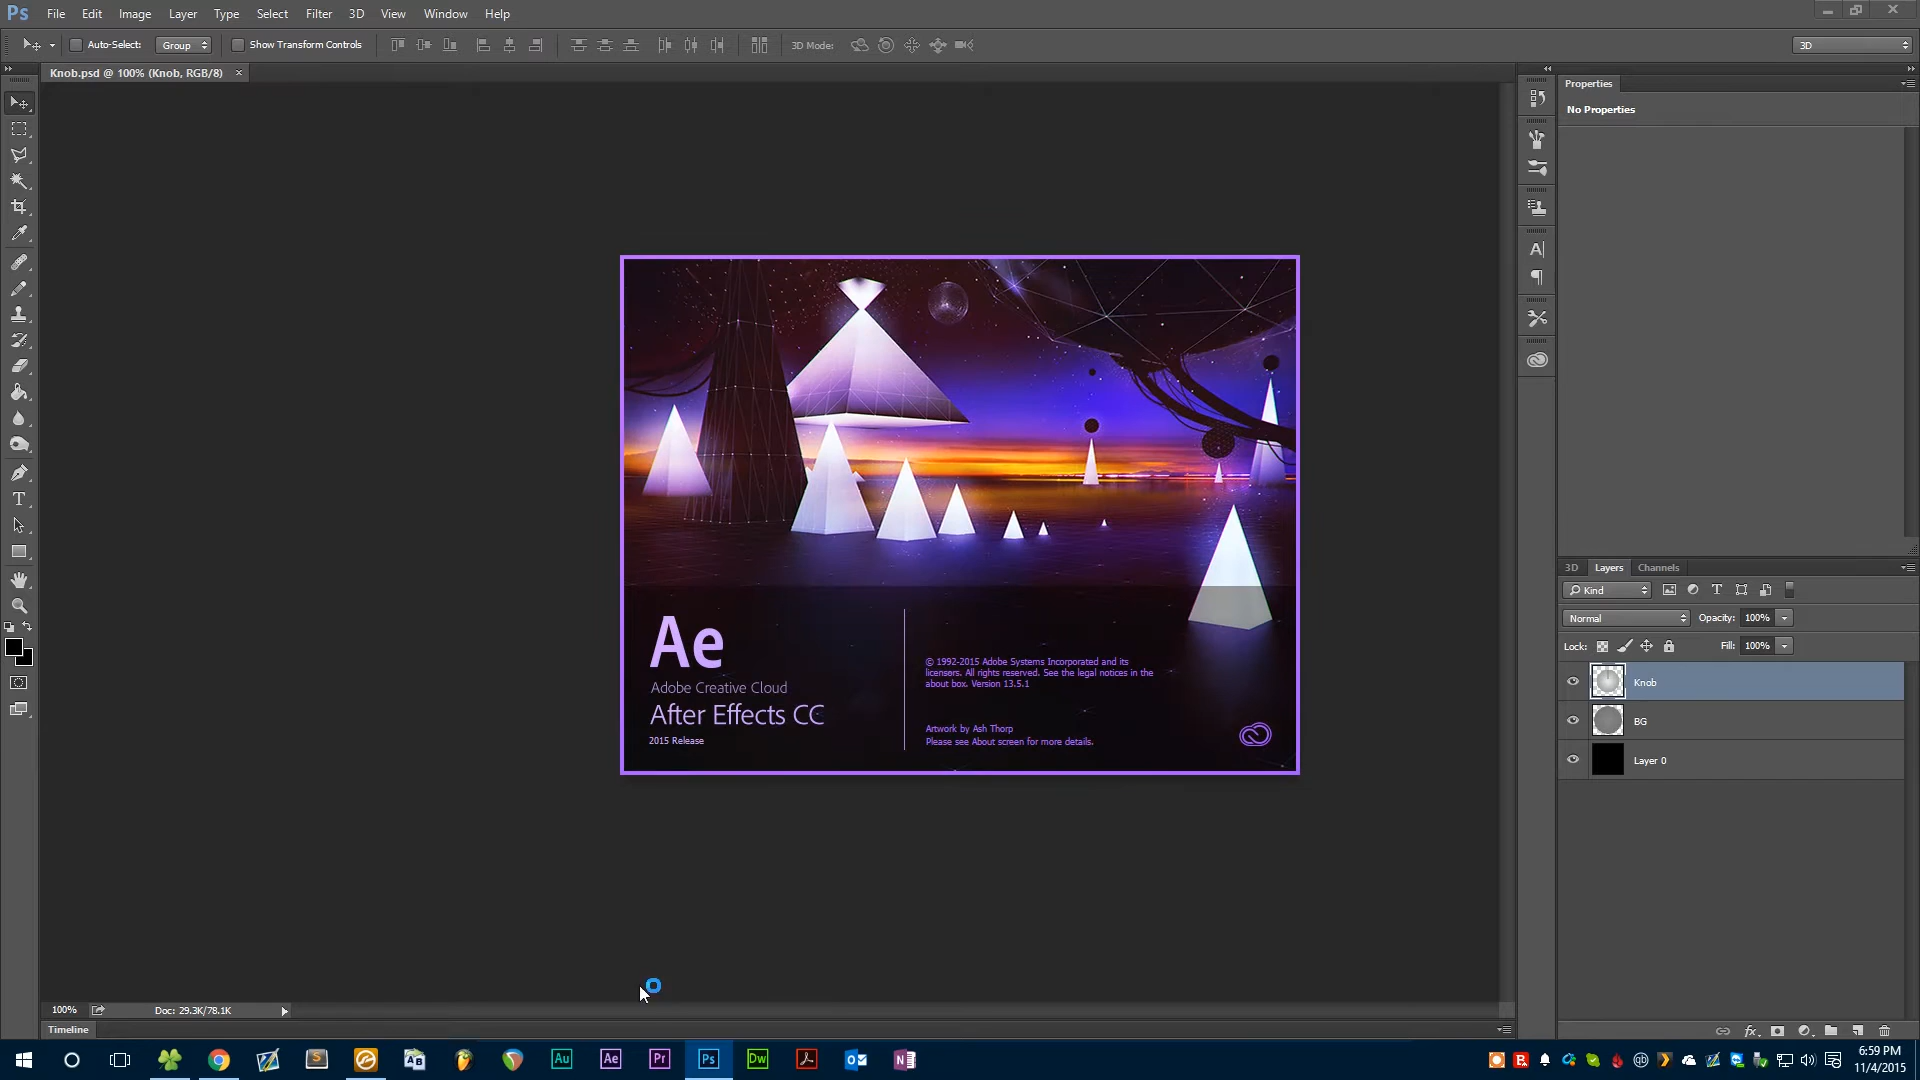 Ps File Edit Image Layer Type Select Filter 3D View Window Help
Auto-Select: Group Show Transform Controls 3D Mode: 3D
Knob.psd @ 100% (Knob, RGB/8) ×
Properties
No Properties
Ae
Adobe Creative Cloud
After Effects CC
2015 Release
© 1992-2015 Adobe Systems Incorporated and its
licensors. All rights reserved. See the legal notices in the
about box. Version 13.5.1
Artwork by Ash Thorp
Please see About screen for more details.
3D Layers Channels
Kind
Normal Opacity: 100%
Lock: Fill: 100%
Knob
BG
Layer 0
100% Doc: 29.3K/78.1K
Timeline
Au Ae Pr Ps Dw
6:59 PM
11/4/2015